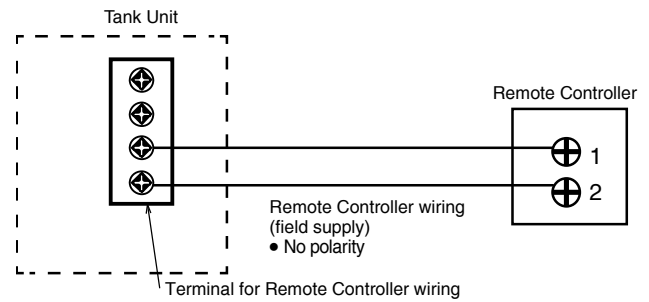 Tank Unit
Remote Controller
1
2
Remote Controller wiring
(field supply)
● No polarity
Terminal for Remote Controller wiring